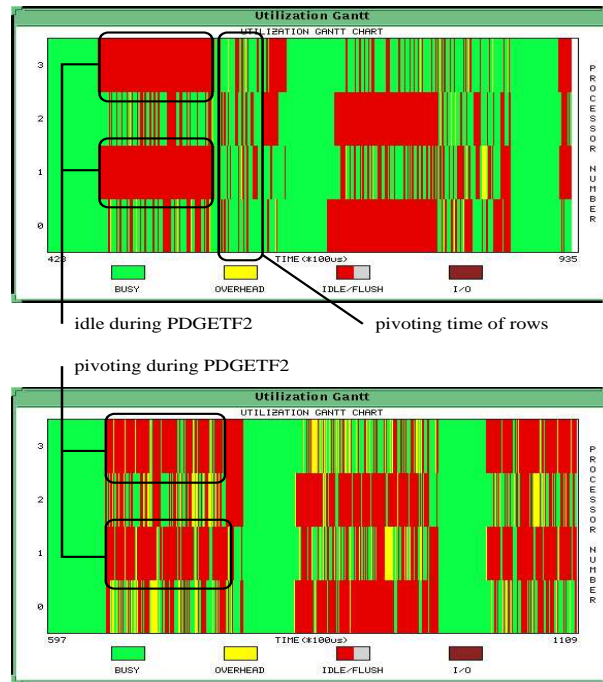 Utilization Gantt
UTILIZATION GANTT CHART
3
2
1
0
PROCESSOR NUMBER
428 TIME(*100us) 935
BUSY OVERHEAD IDLE/FLUSH I/O
idle during PDGETF2 pivoting time of rows
pivoting during PDGETF2
Utilization Gantt
UTILIZATION GANTT CHART
3
2
1
0
PROCESSOR NUMBER
597 TIME(*100us) 1109
BUSY OVERHEAD IDLE/FLUSH I/O